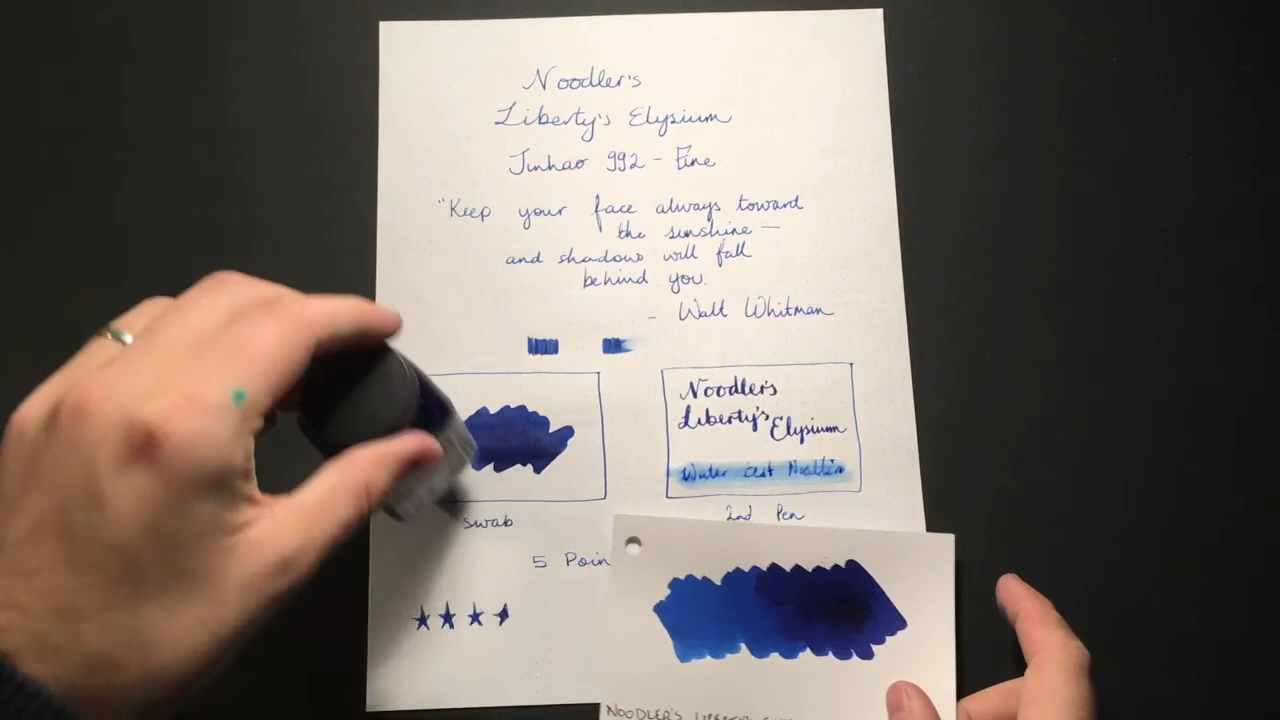 Noodler's
Liberty's Elysium
Jinhao 992 - Fine
"Keep your face always toward
the sunshine —
and shadows will fall
behind you.
- Walt Whitman
Noodler's
Liberty's
Elysium
Water test Noodler's
swab
2nd Pen
5 Poin
NOODLER'S